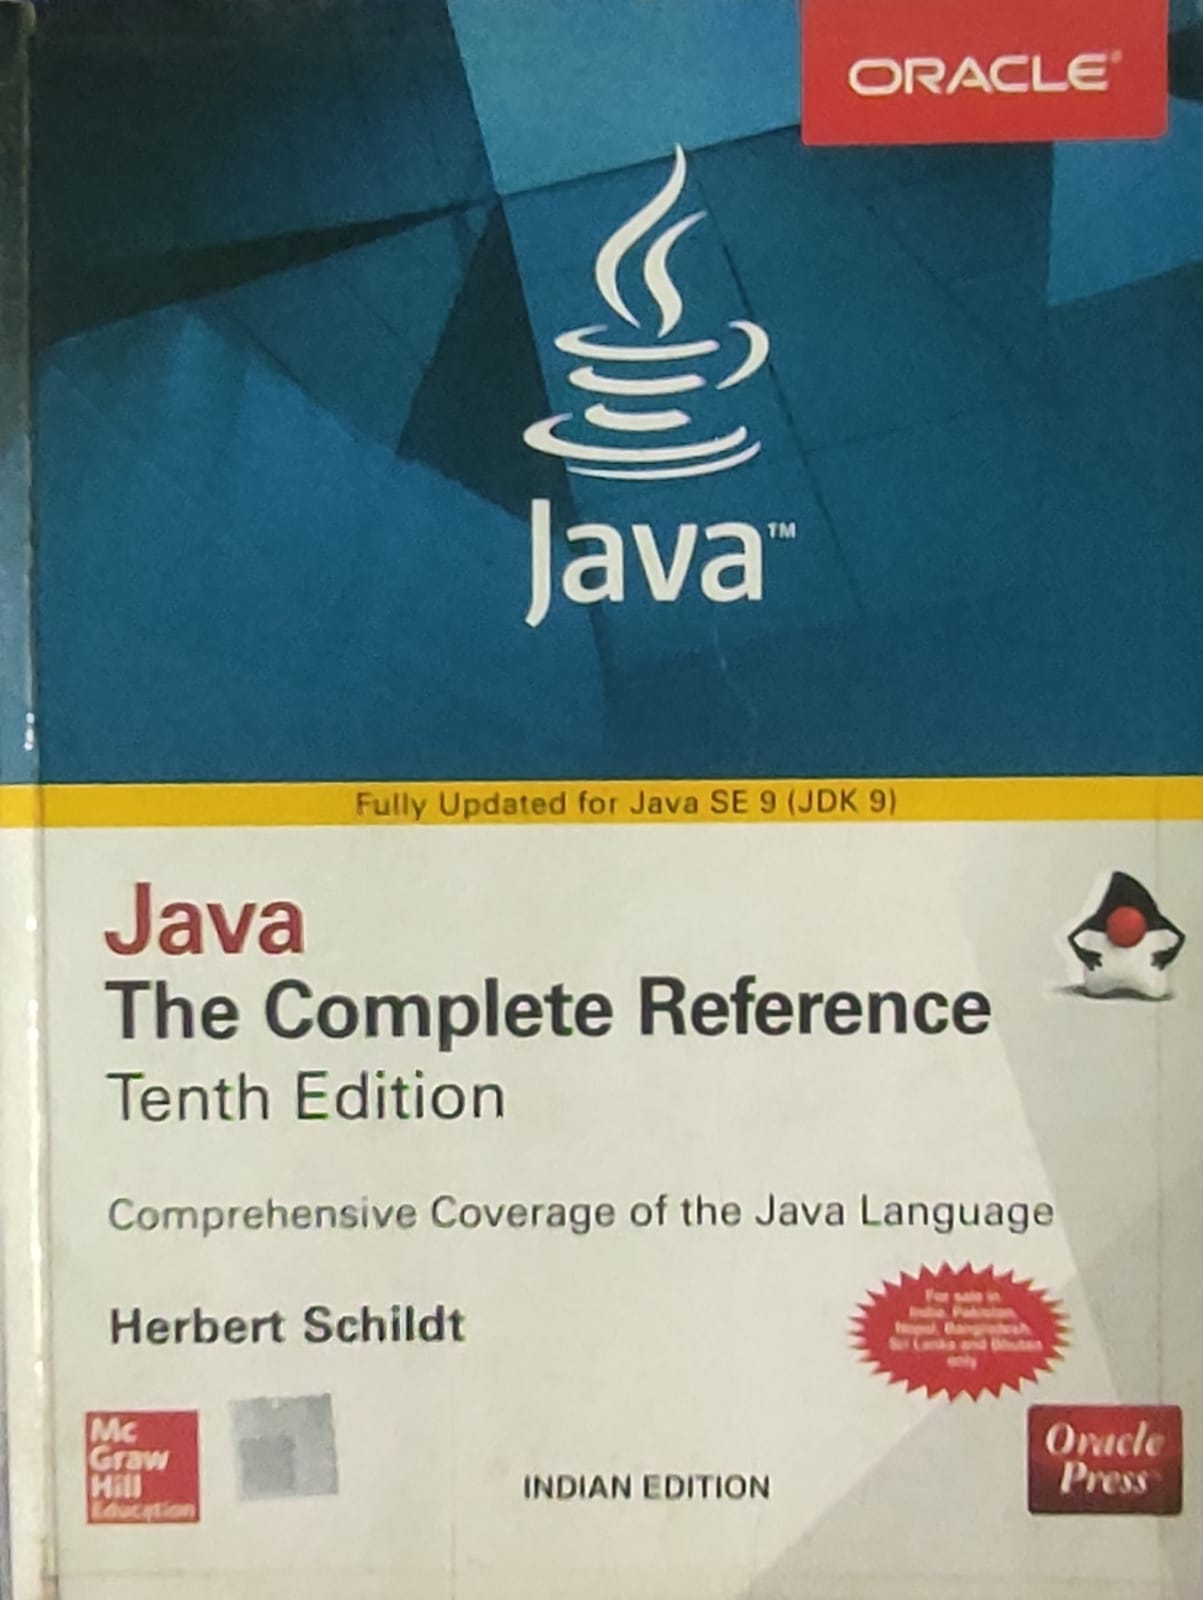 ORACLE®
Java™
Fully Updated for Java SE 9 (JDK 9)
Java
The Complete Reference
Tenth Edition
Comprehensive Coverage of the Java Language
Herbert Schildt
For sale in
India, Pakistan,
Nepal, Bangladesh,
Sri Lanka and Bhutan
only
Mc
Graw
Hill
Education
INDIAN EDITION
Oracle
Press™